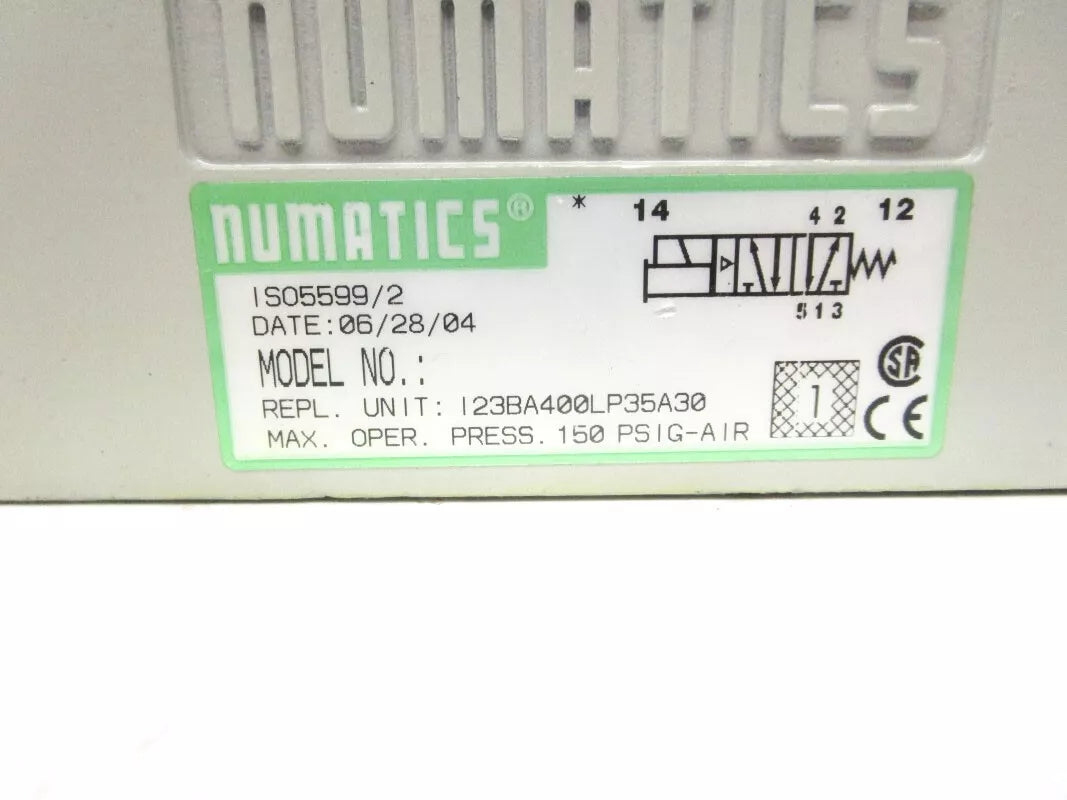 NUMATICS
NUMATICS® * 14 4 2 12
ISO5599/2
5 1 3
DATE:06/28/04
MODEL NO.:
SA
REPL. UNIT: I23BA400LP35A30
1
CE
MAX. OPER. PRESS. 150 PSIG-AIR